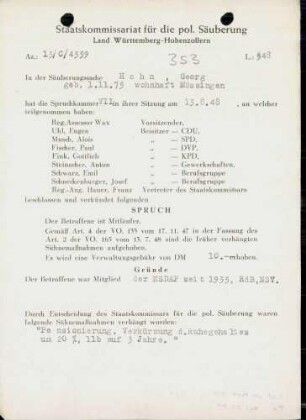 Staatskommissariat für die pol. Säuberung
Land Württemberg-Hohenzollern
Az.: 15/C/4539
353
L.: 948
In der Säuberungssache Hahn, Georg
geb. 1.11.75 wohnhaft Mössingen
hat die Spruchkammer VII in ihrer Sitzung am 13.8.48, an welcher
teilgenommen haben:
Reg.Assessor Wax Vorsitzender,
Uhl, Eugen Beisitzer – CDU,
Munch, Alois „ – SPD,
Fischer, Paul „ – DVP,
Fink, Gottlich „ – KPD,
Steinacher, Anton „ – Gewerkschaften,
Schwarz, Emil „ – Berufsgruppe
Schneckenburger, Josef „ – Berufsgruppe
Reg.-Ang. Hauer, Franz Vertreter des Staatskommissars
beschlossen und verkündet folgenden
SPRUCH
Der Betroffene ist Mitläufer.
Gemäß Art. 4 der VO. 133 vom 17. 11. 47 in der Fassung des
Art. 2 der VO. 165 vom 13. 7. 48 sind die früher verhängten
Sühnemaßnahmen aufgehoben.
Es wird eine Verwaltungsgebühr von DM 10.– erhoben.
Gründe
Der Betroffene war Mitglied der NSDAP seit 1933, RdB, NSV.
Durch Entscheidung des Staatskommissars für die pol. Säuberung waren
folgende Sühnemaßnahmen verhängt worden:
"Pensionierung. Verkürzung d.Ruhegehaltes
um 20 %, 11b auf 3 Jahre."